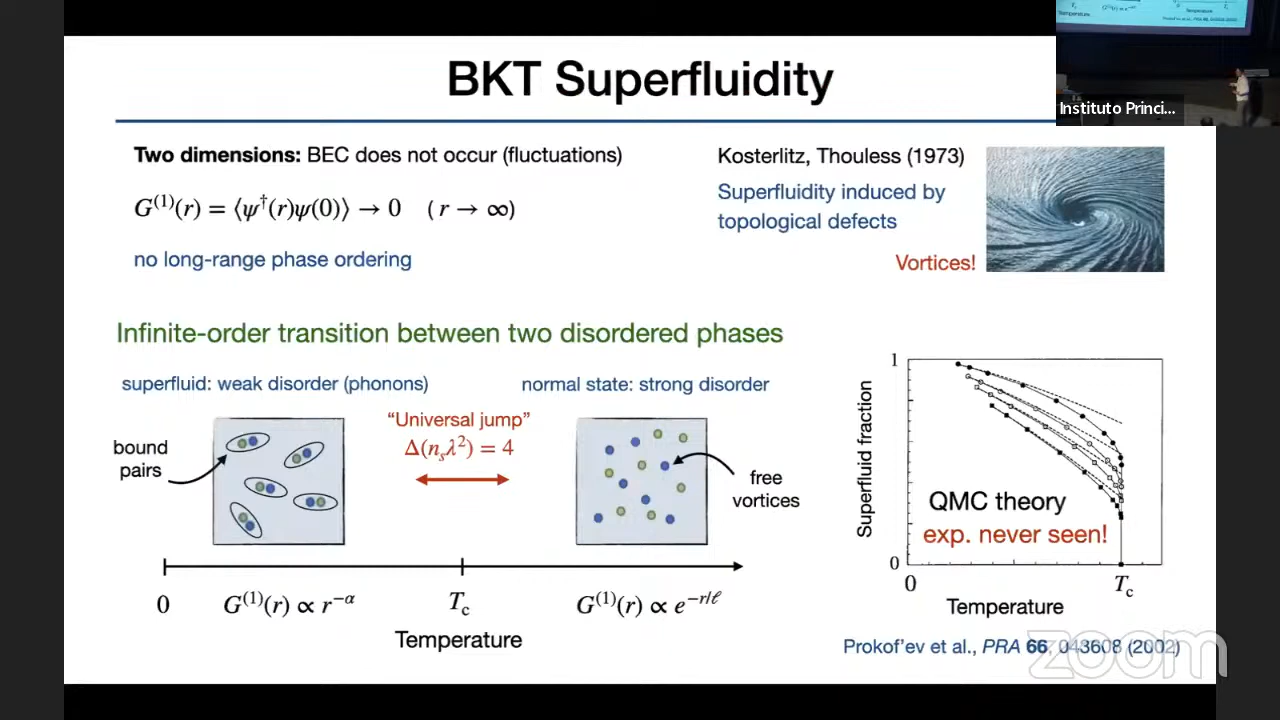 BKT Superfluidity
Instituto Princi...
Two dimensions: BEC does not occur (fluctuations)
G⁽¹⁾(r) = ⟨ψ†(r)ψ(0)⟩ → 0 ( r → ∞)
no long-range phase ordering
Kosterlitz, Thouless (1973)
Superfluidity induced by
topological defects
Vortices!
Infinite-order transition between two disordered phases
superfluid: weak disorder (phonons)
normal state: strong disorder
bound
pairs
"Universal jump"
Δ(nₛλ²) = 4
free
vortices
0
G⁽¹⁾(r) ∝ r⁻ᵅ
T_c
G⁽¹⁾(r) ∝ e^{−r/ℓ}
Temperature
1
Superfluid fraction
QMC theory
exp. never seen!
0
0
T_c
Temperature
Prokof'ev et al., PRA 66, 043608 (2002)
zoom